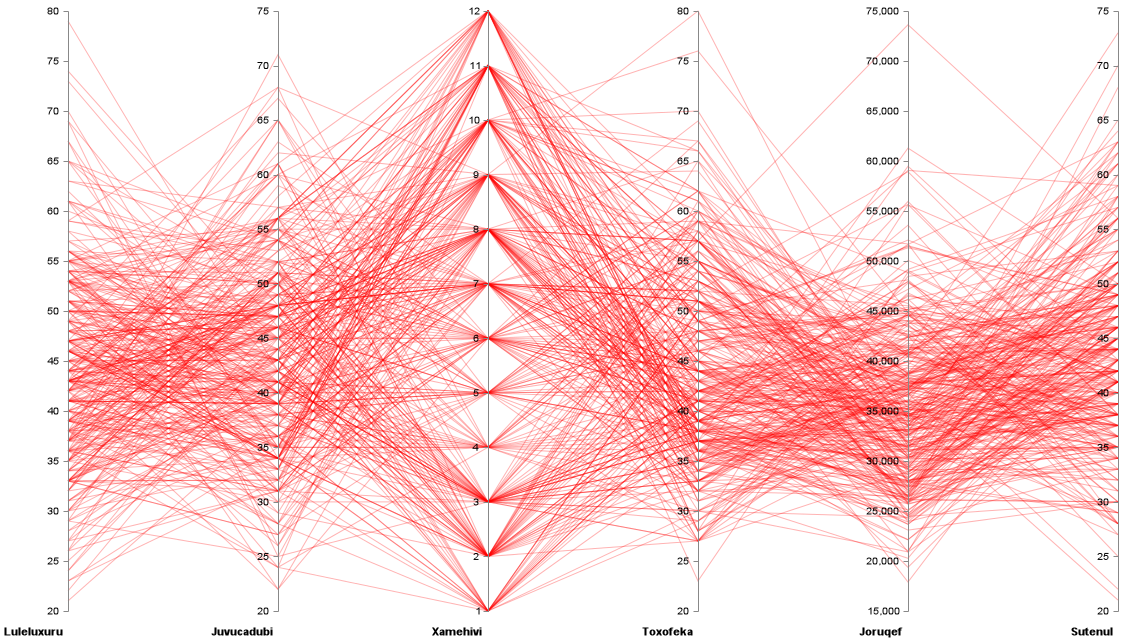 80 75 12 80 75,000 75
75 75 70,000
70 11 70
70 70 65,000
65 10 65
65 65 60,000
60 9 60
60 60 55,000
55 8 55
55 55 50,000
50 7 50
50 50 45,000
45 6 45
45 45 40,000
40 5 40
40 40 35,000
35 4 35
35 35 30,000
30 3 30
30 30 25,000
25 2 25
25 25 20,000
20 20 1 20 15,000 20
Luleluxuru Juvucadubi Xamehivi Toxofeka Joruqef Sutenul